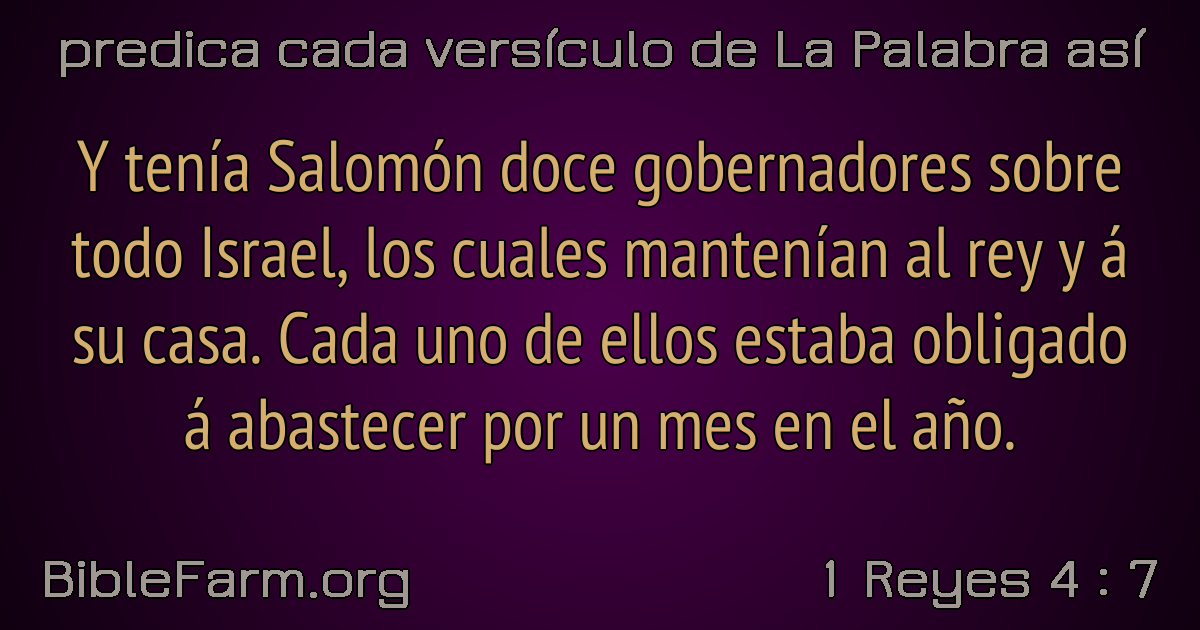 predica cada versículo de La Palabra así
Y tenía Salomón doce gobernadores sobre
todo Israel, los cuales mantenían al rey y á
su casa. Cada uno de ellos estaba obligado
á abastecer por un mes en el año.
BibleFarm.org
1 Reyes 4 : 7